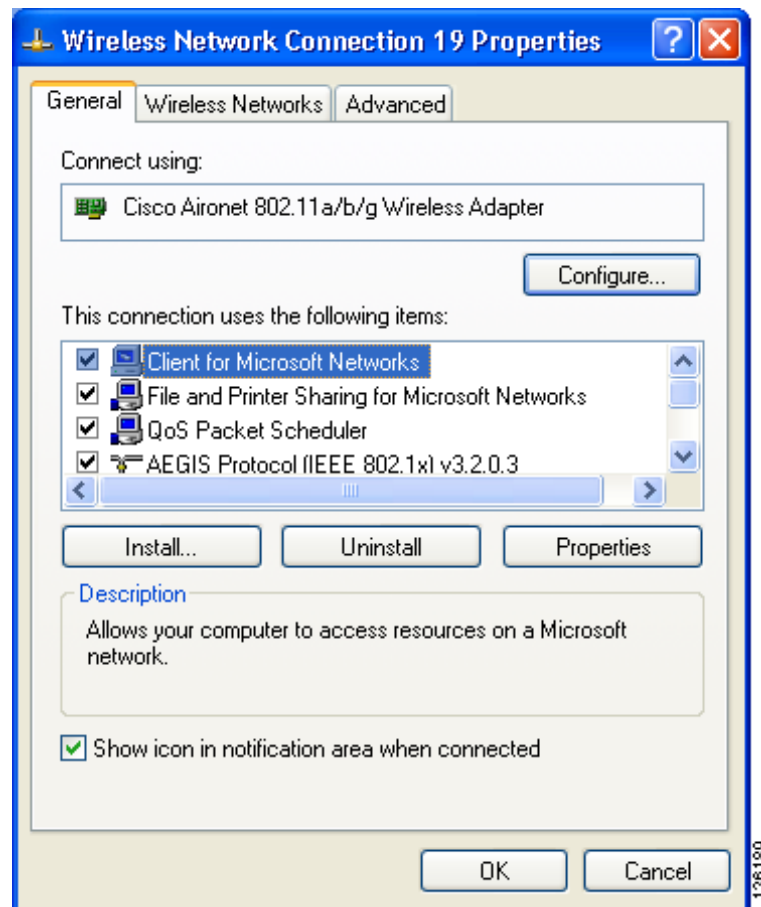 Wireless Network Connection 19 Properties
General
Wireless Networks
Advanced
Connect using:
Cisco Aironet 802.11a/b/g Wireless Adapter
Configure...
This connection uses the following items:
Client for Microsoft Networks
File and Printer Sharing for Microsoft Networks
QoS Packet Scheduler
AEGIS Protocol (IEEE 802.1x) v3.2.0.3
Install...
Uninstall
Properties
Description
Allows your computer to access resources on a Microsoft
network.
Show icon in notification area when connected
OK
Cancel